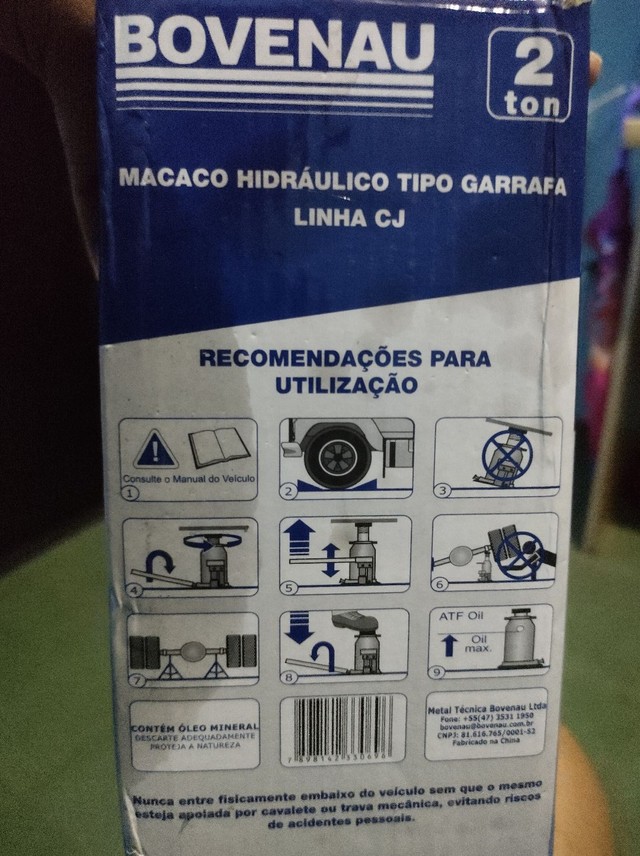 BOVENAU
2
ton
MACACO HIDRÁULICO TIPO GARRAFA
LINHA CJ
RECOMENDAÇÕES PARA
UTILIZAÇÃO
Consulte o Manual do Veículo
1
2
3
4
5
6
7
8
ATF Oil
Oil
max.
9
CONTÉM ÓLEO MINERAL
DESCARTE ADEQUADAMENTE
PROTEJA A NATUREZA
7 898142 330696
Metal Técnica Bovenau Ltda
Fone: +55(47) 3531 1950
bovenau@bovenau.com.br
CNPJ: 81.616.765/0001-52
Fabricado na China
Nunca entre fisicamente embaixo do veículo sem que o mesmo
esteja apoiada por cavalete ou trava mecânica, evitando riscos
de acidentes pessoais.